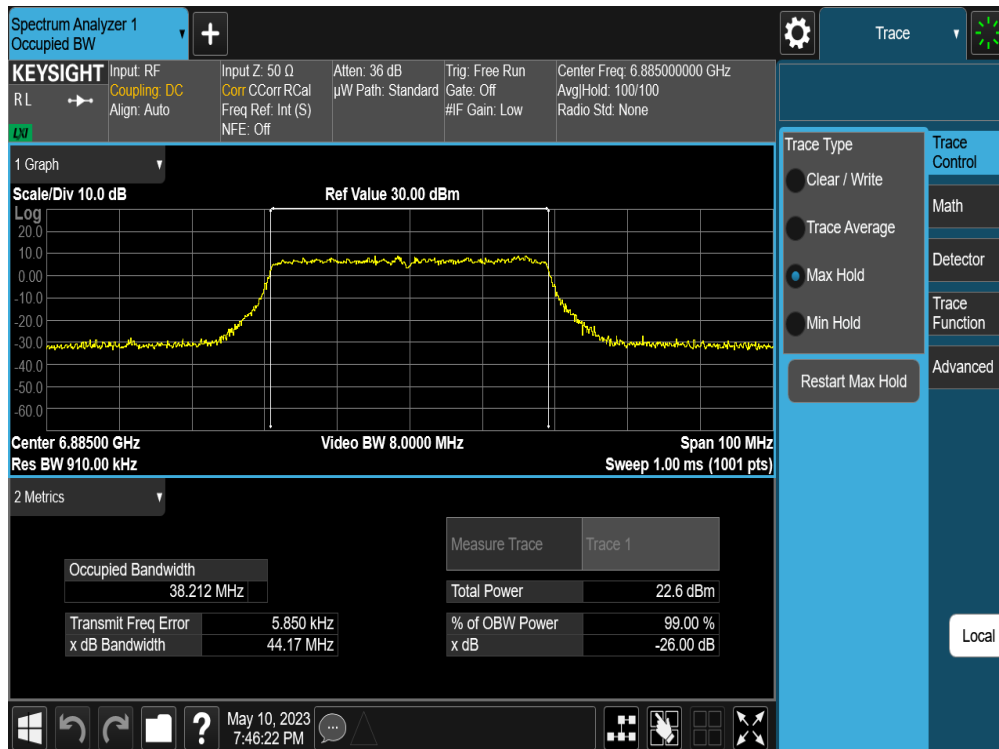 Spectrum Analyzer 1
Occupied BW
+
Trace
KEYSIGHT
RL
LXI
Input: RF
Coupling: DC
Align: Auto
Input Z: 50 Ω
Corr CCorr RCal
Freq Ref: Int (S)
NFE: Off
Atten: 36 dB
µW Path: Standard
Trig: Free Run
Gate: Off
#IF Gain: Low
Center Freq: 6.885000000 GHz
Avg|Hold: 100/100
Radio Std: None
1 Graph
Scale/Div 10.0 dB
Ref Value 30.00 dBm
Log
20.0
10.0
0.00
-10.0
-20.0
-30.0
-40.0
-50.0
-60.0
Center 6.88500 GHz
Video BW 8.0000 MHz
Span 100 MHz
Res BW 910.00 kHz
Sweep 1.00 ms (1001 pts)
2 Metrics
Measure Trace
Trace 1
Occupied Bandwidth
38.212 MHz
Total Power
22.6 dBm
Transmit Freq Error
5.850 kHz
% of OBW Power
99.00 %
x dB Bandwidth
44.17 MHz
x dB
-26.00 dB
Trace Type
Clear / Write
Trace Average
Max Hold
Min Hold
Restart Max Hold
Trace
Control
Math
Detector
Trace
Function
Advanced
Local
?
May 10, 2023
7:46:22 PM